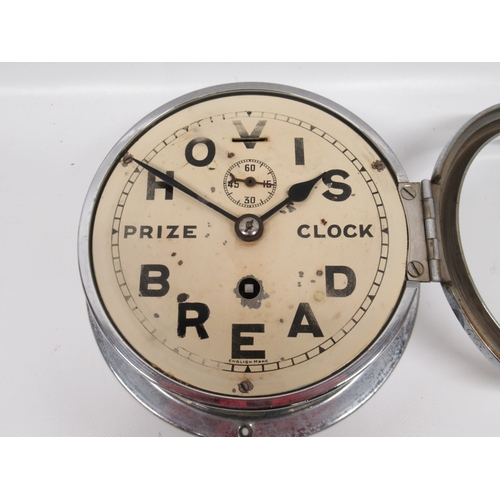 HOVIS
60
45 15
30
PRIZE CLOCK
BREAD
ENGLISH MAKE